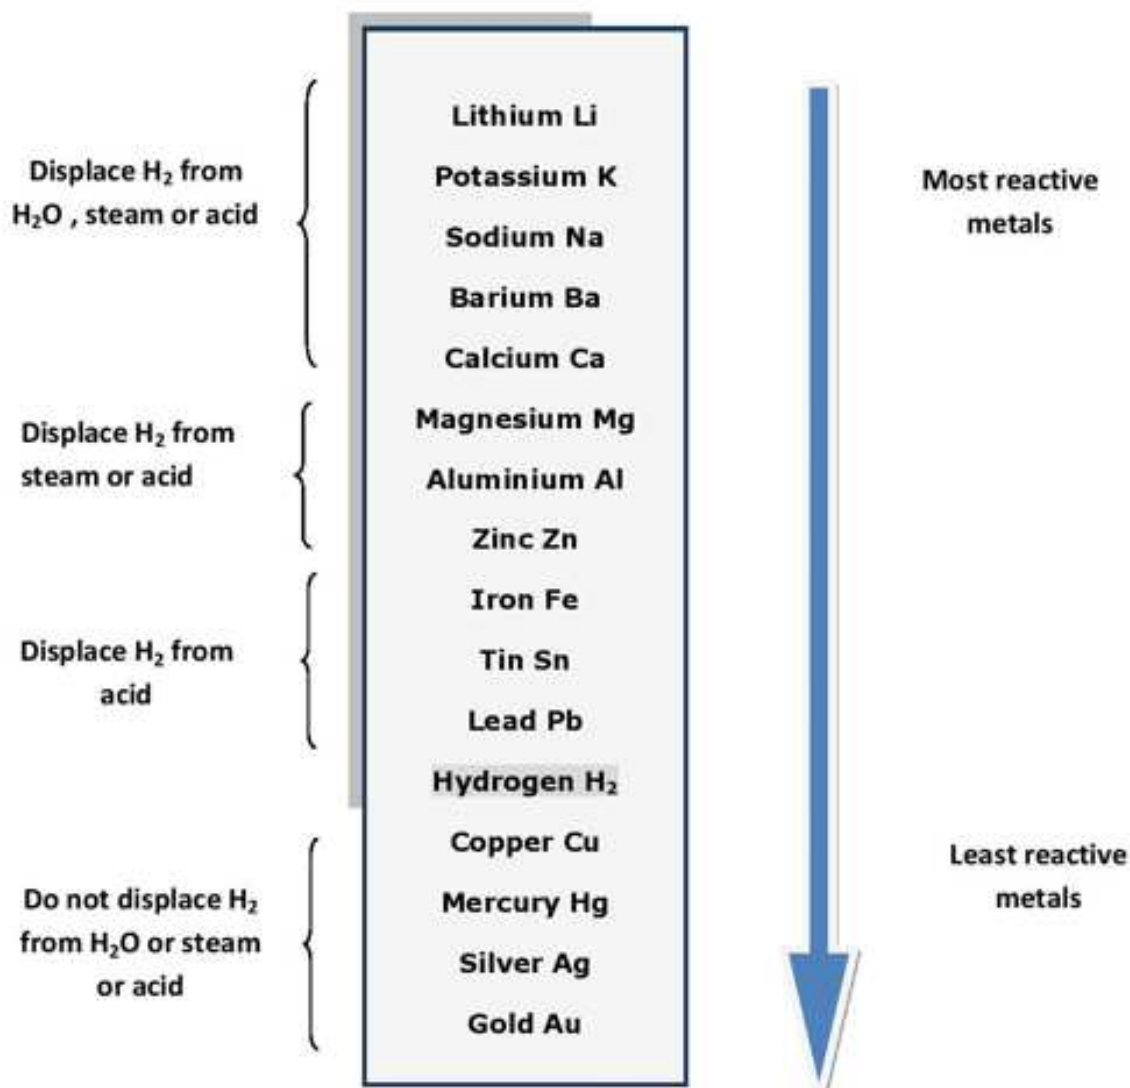 Displace H₂ from
H₂O , steam or acid
Displace H₂ from
steam or acid
Displace H₂ from
acid
Do not displace H₂
from H₂O or steam
or acid
Lithium Li
Potassium K
Sodium Na
Barium Ba
Calcium Ca
Magnesium Mg
Aluminium Al
Zinc Zn
Iron Fe
Tin Sn
Lead Pb
Hydrogen H₂
Copper Cu
Mercury Hg
Silver Ag
Gold Au
Most reactive
metals
Least reactive
metals